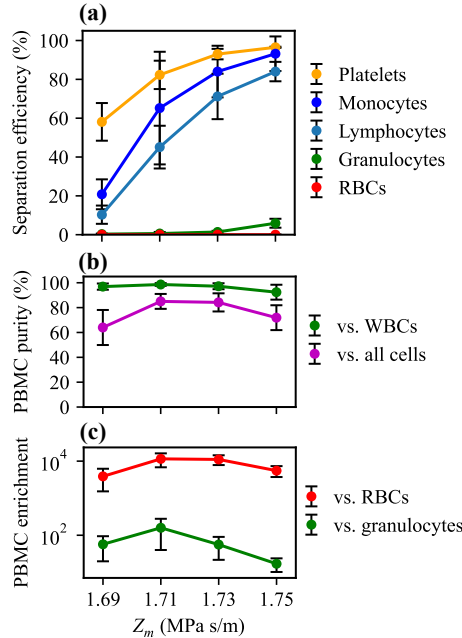 (a)
Separation efficiency (%)
100
80
60
40
20
0
Platelets
Monocytes
Lymphocytes
Granulocytes
RBCs
(b)
PBMC purity (%)
100
80
60
40
20
0
vs. WBCs
vs. all cells
(c)
PBMC enrichment
10^4
10^2
vs. RBCs
vs. granulocytes
1.69 1.71 1.73 1.75
Z_m (MPa s/m)